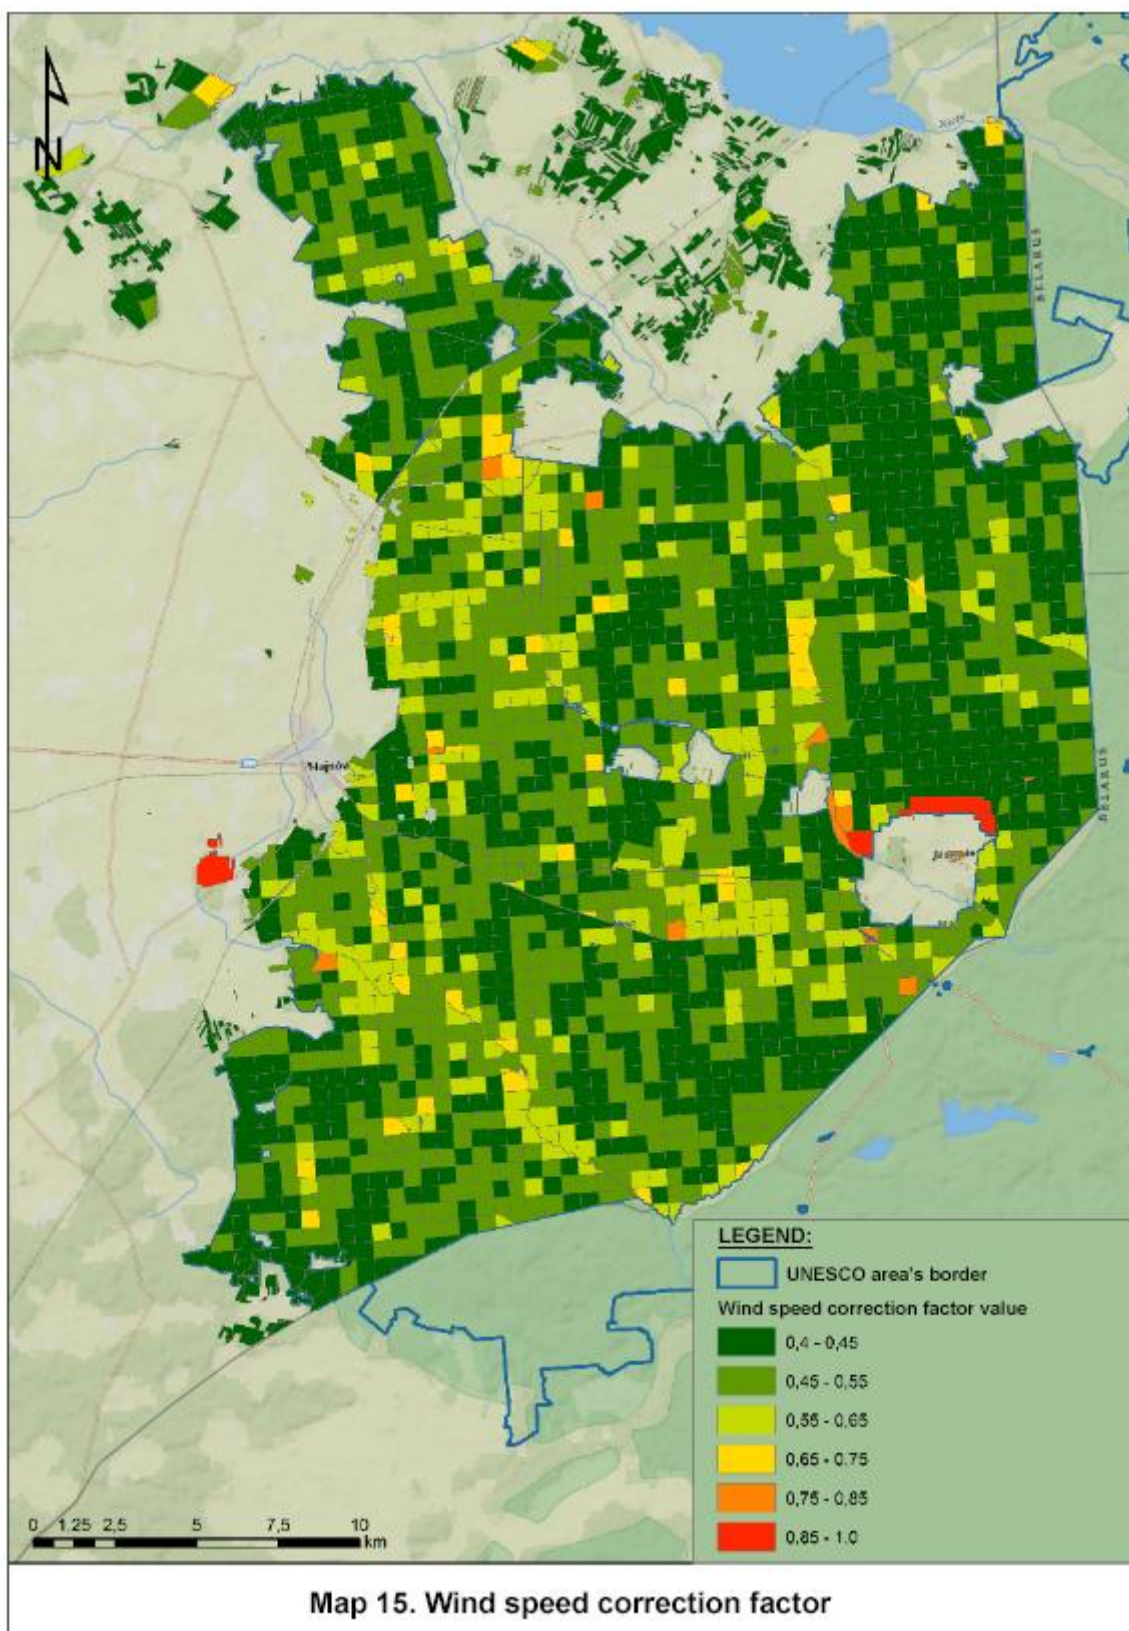 N
BELARUS
BELARUS
LEGEND:
UNESCO area's border
Wind speed correction factor value
0,4 - 0,45
0,45 - 0,55
0,55 - 0,65
0,65 - 0.75
0,75 - 0,85
0,85 - 1.0
0 1.25 2,5 5 7,5 10
km
Map 15. Wind speed correction factor